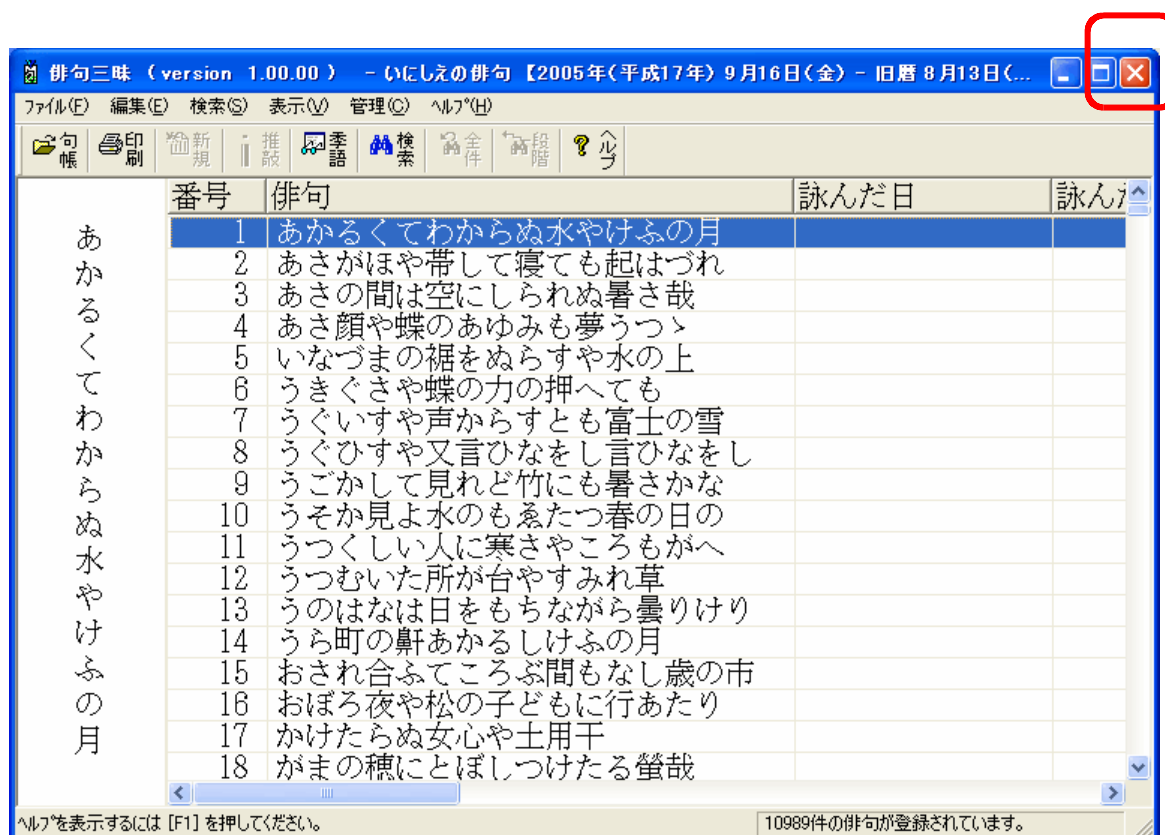 俳句三昧 （version 1.00.00 ） －いにしえの俳句 【2005年（平成17年）9月16日（金）－ 旧暦 8月13日（...
ファイル(F) 編集(E) 検索(S) 表示(V) 管理(C) ヘルプ(H)
句帳 印刷 新規 推敲 季語 検索 全件 段階 ヘルプ
番号 俳句 詠んだ日 詠んだ
1 あかるくてわからぬ水やけふの月
2 あさがほや帯して寝ても起はづれ
3 あさの間は空にしられぬ暑さ哉
4 あさ顔や蝶のあゆみも夢うつゝ
5 いなづまの裾をぬらすや水の上
6 うきぐさや蝶の力の押へても
7 うぐいすや声からすとも富士の雪
8 うぐひすや又言ひなをし言ひなをし
9 うごかして見れど竹にも暑さかな
10 うそか見よ水のもゑたつ春の日の
11 うつくしい人に寒さやころもがへ
12 うつむいた所が台やすみれ草
13 うのはなは日をもちながら曇りけり
14 うら町の鼾あかるしけふの月
15 おされ合ふてころぶ間もなし歳の市
16 おぼろ夜や松の子どもに行あたり
17 かけたらぬ女心や土用干
18 がまの穂にとぼしつけたる螢哉
あかるくてわからぬ水やけふの月
ヘルプを表示するには [F1] を押してください。
10989件の俳句が登録されています。